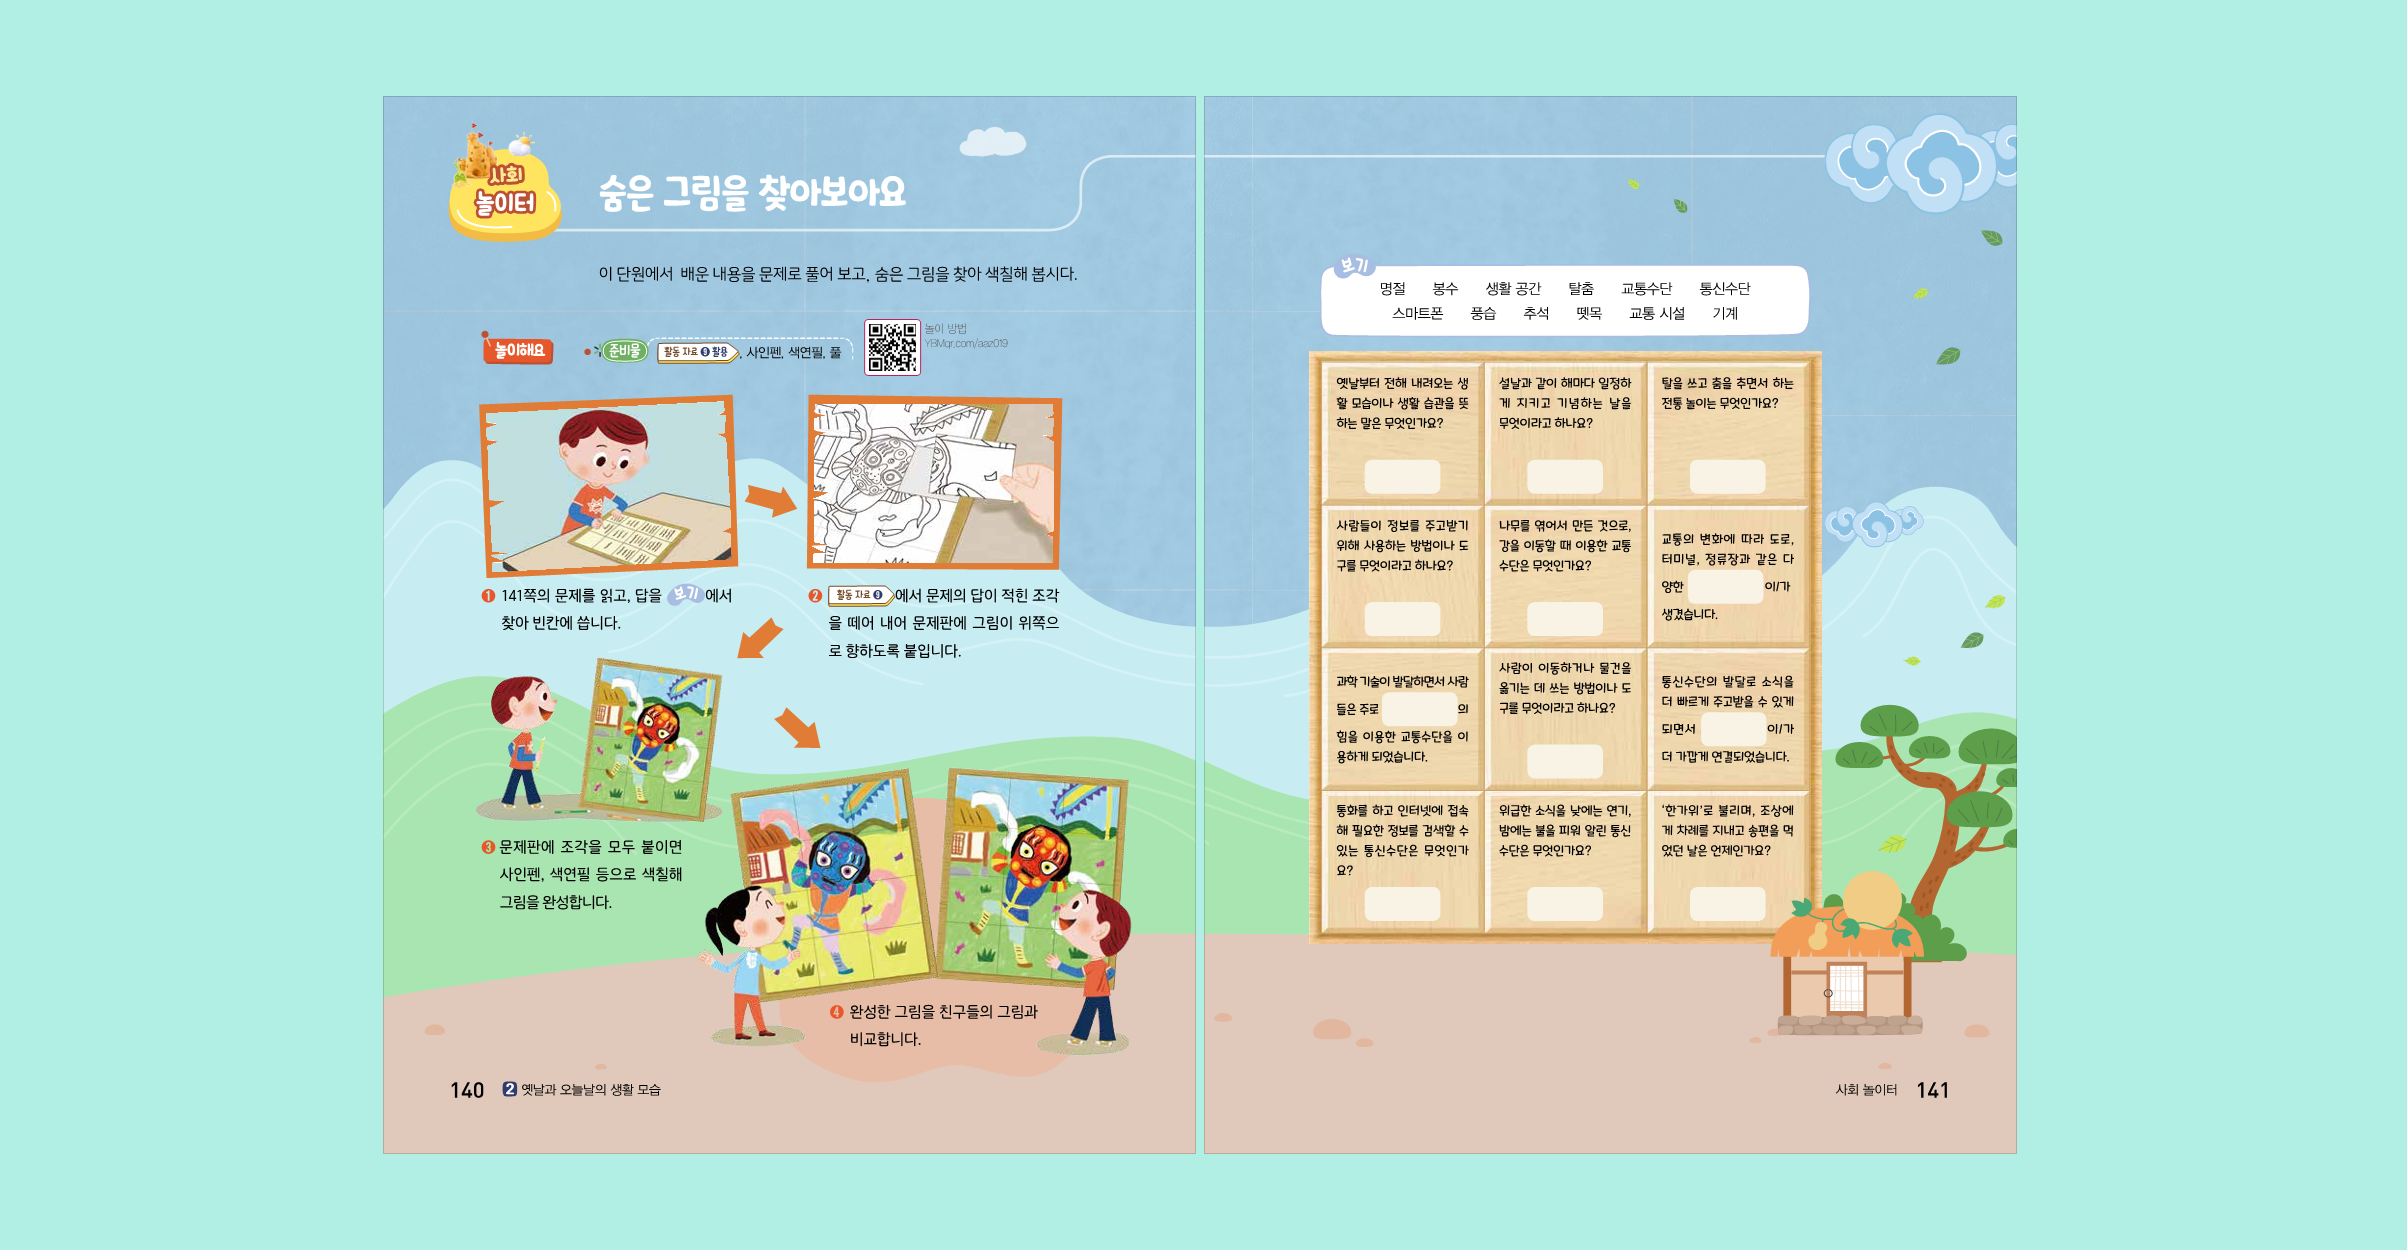 사회
놀이터
숨은 그림을 찾아보아요
이 단원에서 배운 내용을 문제로 풀어 보고, 숨은 그림을 찾아 색칠해 봅시다.
놀이해요
준비물 활동 자료 9 활용, 사인펜, 색연필, 풀
놀이 방법
YBMqr.com/aaz019
1 141쪽의 문제를 읽고, 답을 보기에서
찾아 빈칸에 씁니다.
2 활동 자료 9에서 문제의 답이 적힌 조각
을 떼어 내어 문제판에 그림이 위쪽으
로 향하도록 붙입니다.
3 문제판에 조각을 모두 붙이면
사인펜, 색연필 등으로 색칠해
그림을 완성합니다.
4 완성한 그림을 친구들의 그림과
비교합니다.
140 2 옛날과 오늘날의 생활 모습
보기
명절 봉수 생활 공간 탈춤 교통수단 통신수단
스마트폰 풍습 추석 뗏목 교통 시설 기계
옛날부터 전해 내려오는 생
활 모습이나 생활 습관을 뜻
하는 말은 무엇인가요?
설날과 같이 해마다 일정하
게 지키고 기념하는 날을
무엇이라고 하나요?
탈을 쓰고 춤을 추면서 하는
전통 놀이는 무엇인가요?
사람들이 정보를 주고받기
위해 사용하는 방법이나 도
구를 무엇이라고 하나요?
나무를 엮어서 만든 것으로,
강을 이동할 때 이용한 교통
수단은 무엇인가요?
교통의 변화에 따라 도로,
터미널, 정류장과 같은 다
양한 이/가
생겼습니다.
과학 기술이 발달하면서 사람
들은 주로 의
힘을 이용한 교통수단을 이
용하게 되었습니다.
사람이 이동하거나 물건을
옮기는 데 쓰는 방법이나 도
구를 무엇이라고 하나요?
통신수단의 발달로 소식을
더 빠르게 주고받을 수 있게
되면서 이/가
더 가깝게 연결되었습니다.
통화를 하고 인터넷에 접속
해 필요한 정보를 검색할 수
있는 통신수단은 무엇인가
요?
위급한 소식을 낮에는 연기,
밤에는 불을 피워 알린 통신
수단은 무엇인가요?
‘한가위’로 불리며, 조상에
게 차례를 지내고 송편을 먹
었던 날은 언제인가요?
사회 놀이터 141